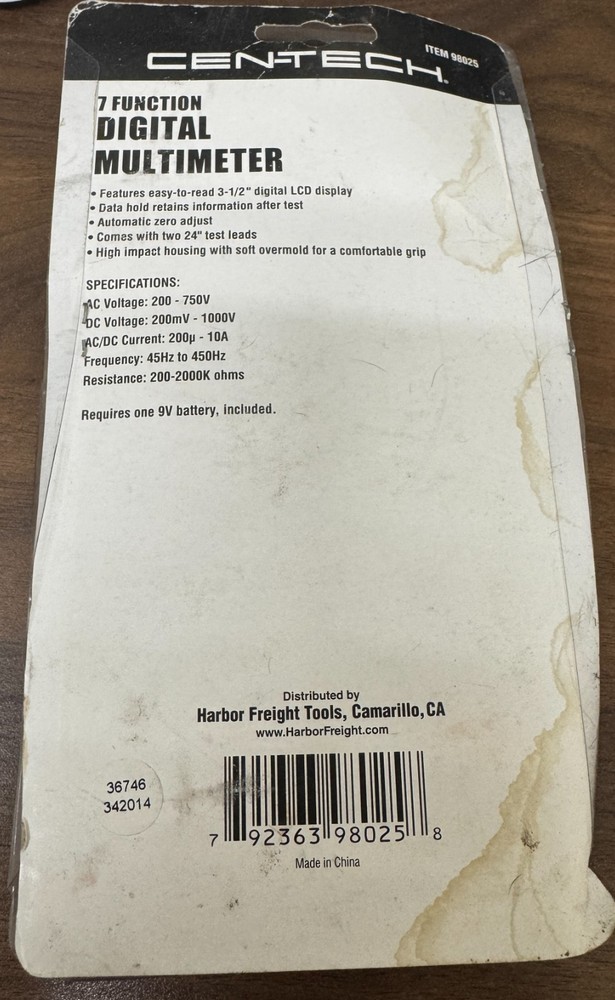 CEN-TECH.
ITEM 98025
7 FUNCTION
DIGITAL
MULTIMETER
• Features easy-to-read 3-1/2" digital LCD display
• Data hold retains information after test
• Automatic zero adjust
• Comes with two 24" test leads
• High impact housing with soft overmold for a comfortable grip
SPECIFICATIONS:
AC Voltage: 200 - 750V
DC Voltage: 200mV - 1000V
AC/DC Current: 200µ - 10A
Frequency: 45Hz to 450Hz
Resistance: 200-2000K ohms
Requires one 9V battery, included.
Distributed by
Harbor Freight Tools, Camarillo, CA
www.HarborFreight.com
36746
342014
7 92363 98025 8
Made in China